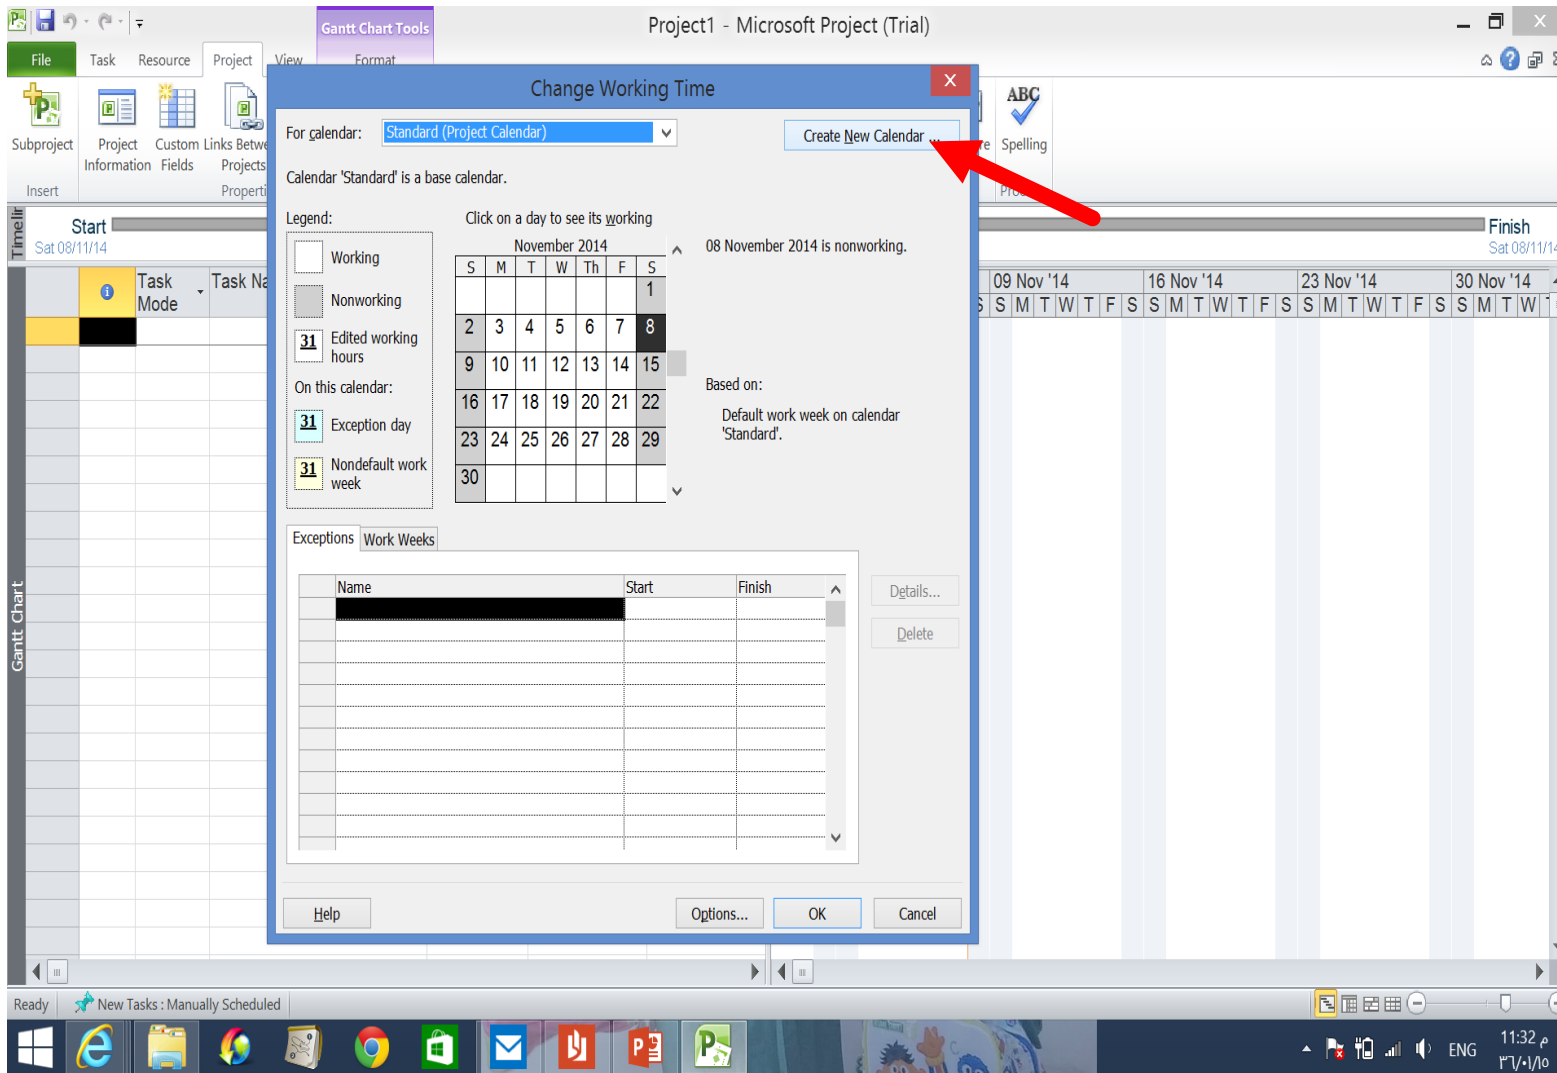 Gantt Chart Tools
Project1 - Microsoft Project (Trial)
File
Task
Resource
Project
View
Format
Subproject
Project
Information
Custom
Fields
Links Betwe
Projects
Insert
Properti
Change Working Time
For calendar:
Standard (Project Calendar)
Create New Calendar ...
ABC
Spelling
re
Calendar 'Standard' is a base calendar.
Legend:
Working
Nonworking
31
Edited working
hours
On this calendar:
31
Exception day
31
Nondefault work
week
Click on a day to see its working
November 2014
S M T W Th F S
1
2 3 4 5 6 7 8
9 10 11 12 13 14 15
16 17 18 19 20 21 22
23 24 25 26 27 28 29
30
08 November 2014 is nonworking.
Based on:
Default work week on calendar
'Standard'.
Exceptions
Work Weeks
Name
Start
Finish
Details...
Delete
Help
Options...
OK
Cancel
Start
Sat 08/11/14
Finish
Sat 08/11/14
Task
Mode
Task Na
09 Nov '14
16 Nov '14
23 Nov '14
30 Nov '14
S S M T W T F S S M T W T F S S M T W T F S S M T W
Gantt Chart
Ready
New Tasks : Manually Scheduled
ENG
11:32 م
٣٦/٠١/١٥